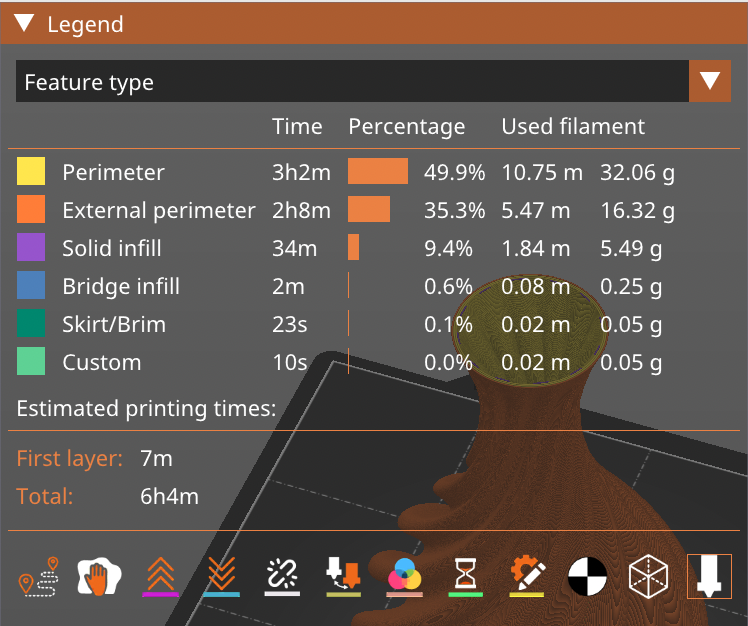 Legend
Feature type
Time Percentage Used filament
Perimeter 3h2m 49.9% 10.75 m 32.06 g
External perimeter 2h8m 35.3% 5.47 m 16.32 g
Solid infill 34m 9.4% 1.84 m 5.49 g
Bridge infill 2m 0.6% 0.08 m 0.25 g
Skirt/Brim 23s 0.1% 0.02 m 0.05 g
Custom 10s 0.0% 0.02 m 0.05 g
Estimated printing times:
First layer: 7m
Total: 6h4m